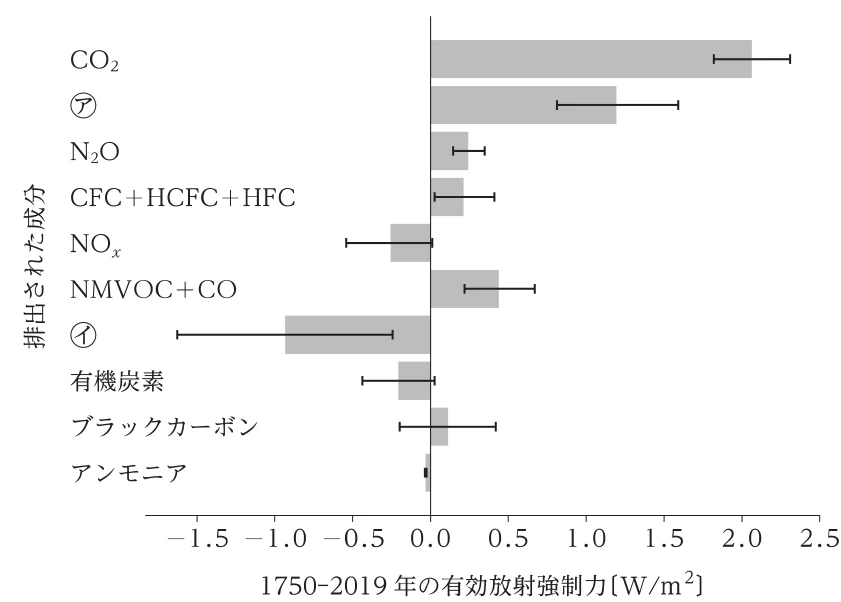 排出された成分
CO₂
㋐
N₂O
CFC+HCFC+HFC
NOₓ
NMVOC+CO
㋑
有機炭素
ブラックカーボン
アンモニア
−1.5 −1.0 −0.5 0.0 0.5 1.0 1.5 2.0 2.5
1750-2019 年の有効放射強制力〔W/m²〕